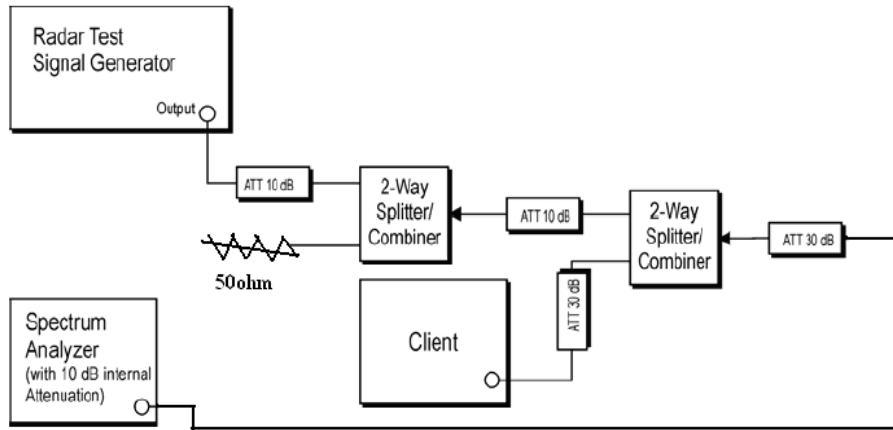 Radar Test
Signal Generator
Output
ATT 10 dB
2-Way
Splitter/
Combiner
ATT 10 dB
2-Way
Splitter/
Combiner
ATT 30 dB
50ohm
ATT 30 dB
Client
Spectrum
Analyzer
(with 10 dB internal
Attenuation)